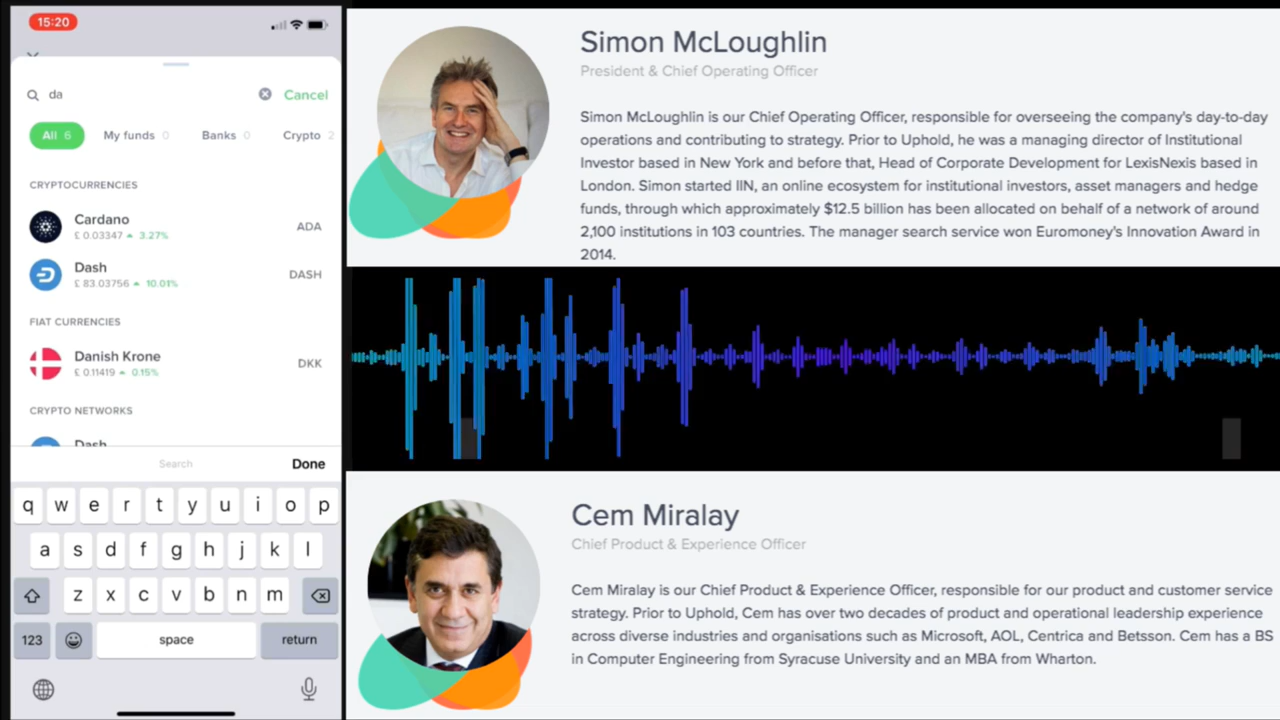 15:20
da
Cancel
All 6
My funds 0
Banks 0
Crypto 2
CRYPTOCURRENCIES
Cardano
£ 0.03347 3.27%
ADA
Dash
£ 83.03756 10.01%
DASH
FIAT CURRENCIES
Danish Krone
£ 0.11419 0.15%
DKK
CRYPTO NETWORKS
Dash
Search
Done
q w e r t y u i o p
a s d f g h j k l
z x c v b n m
123
space
return
Simon McLoughlin
President & Chief Operating Officer
Simon McLoughlin is our Chief Operating Officer, responsible for overseeing the company's day-to-day
operations and contributing to strategy. Prior to Uphold, he was a managing director of Institutional
Investor based in New York and before that, Head of Corporate Development for LexisNexis based in
London. Simon started IIN, an online ecosystem for institutional investors, asset managers and hedge
funds, through which approximately $12.5 billion has been allocated on behalf of a network of around
2,100 institutions in 103 countries. The manager search service won Euromoney's Innovation Award in
2014.
Cem Miralay
Chief Product & Experience Officer
Cem Miralay is our Chief Product & Experience Officer, responsible for our product and customer service
strategy. Prior to Uphold, Cem has over two decades of product and operational leadership experience
across diverse industries and organisations such as Microsoft, AOL, Centrica and Betsson. Cem has a BS
in Computer Engineering from Syracuse University and an MBA from Wharton.